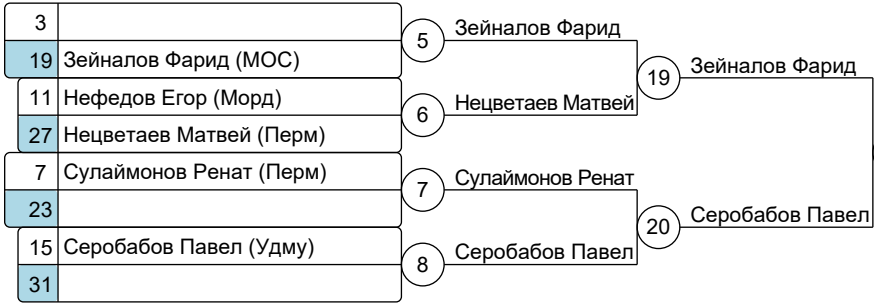 3
19 Зейналов Фарид (МОС)
11 Нефедов Егор (Морд)
27 Нецветаев Матвей (Перм)
7 Сулаймонов Ренат (Перм)
23
15 Серобабов Павел (Удму)
31
5 Зейналов Фарид
6 Нецветаев Матвей
7 Сулаймонов Ренат
8 Серобабов Павел
19 Зейналов Фарид
20 Серобабов Павел